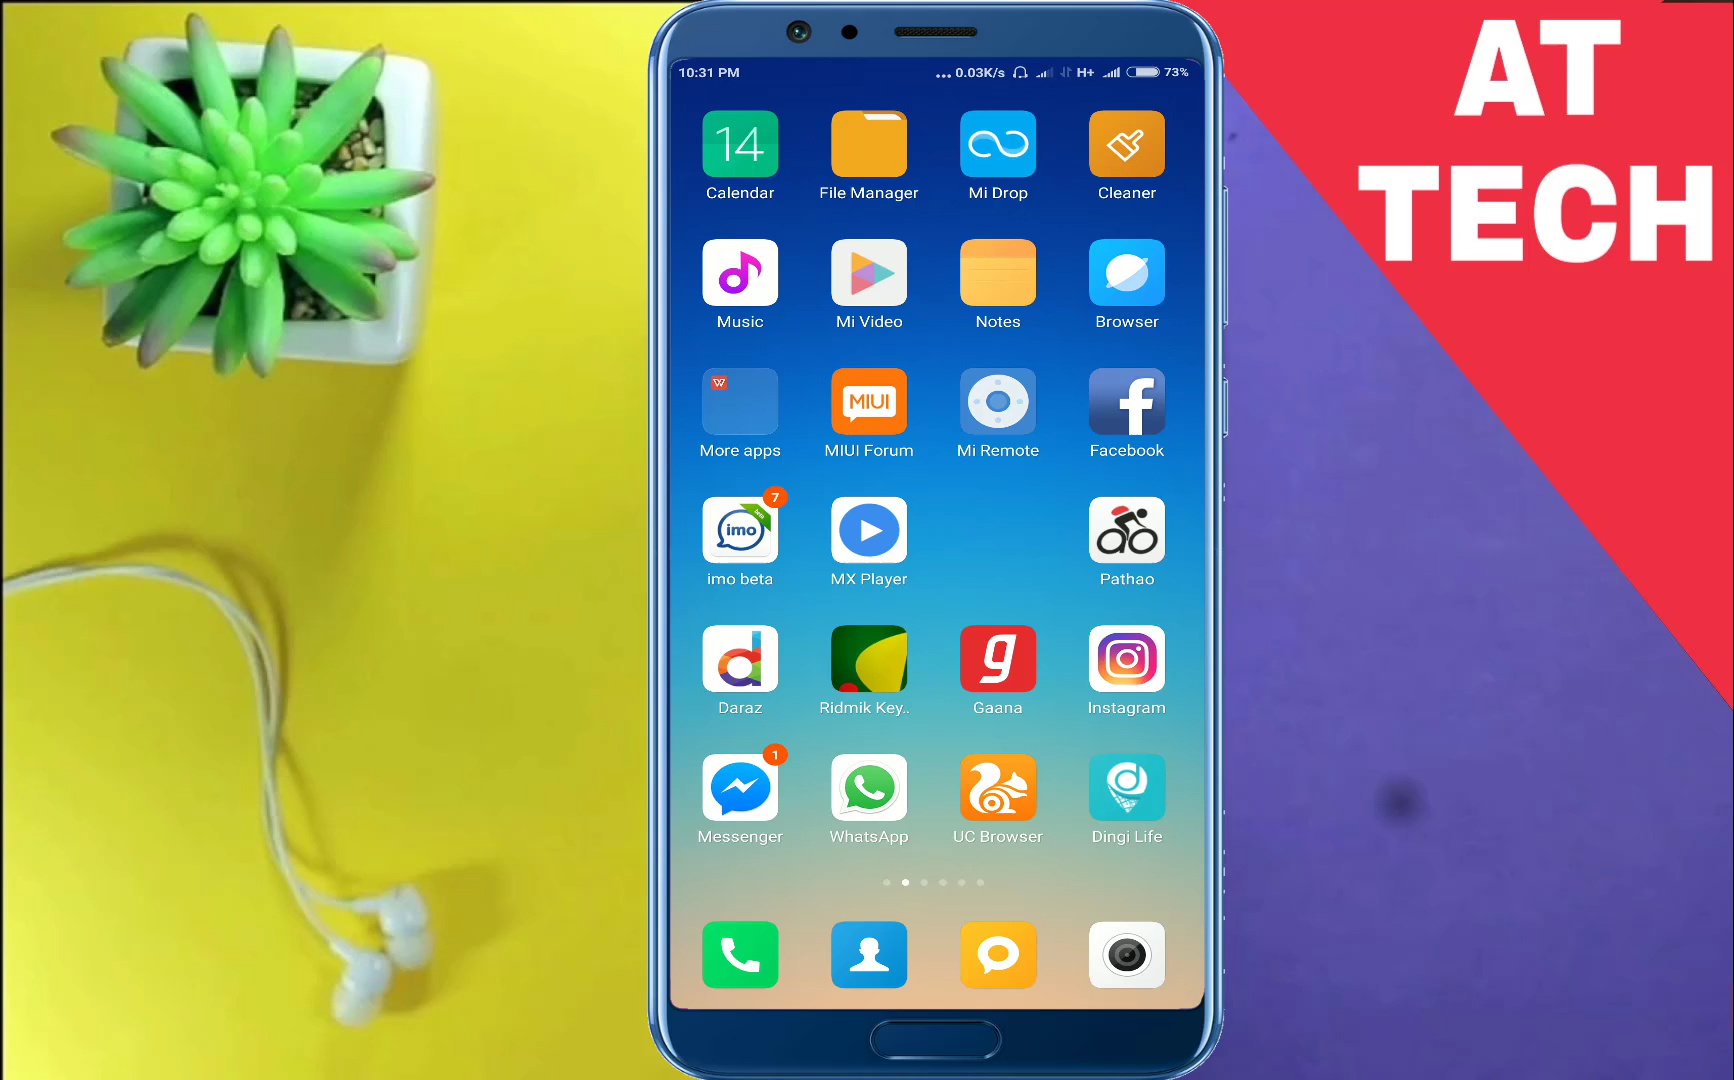 AT
TECH
10:31 PM
... 0.03K/s H+ 73%
14
Calendar
File Manager
Mi Drop
Cleaner
Music
Mi Video
Notes
Browser
W
More apps
MIUI
MIUI Forum
Mi Remote
f
Facebook
7
imo
beta
imo beta
MX Player
Pathao
d
Daraz
Ridmik Key..
g
Gaana
Instagram
1
Messenger
WhatsApp
UC Browser
Dingi Life